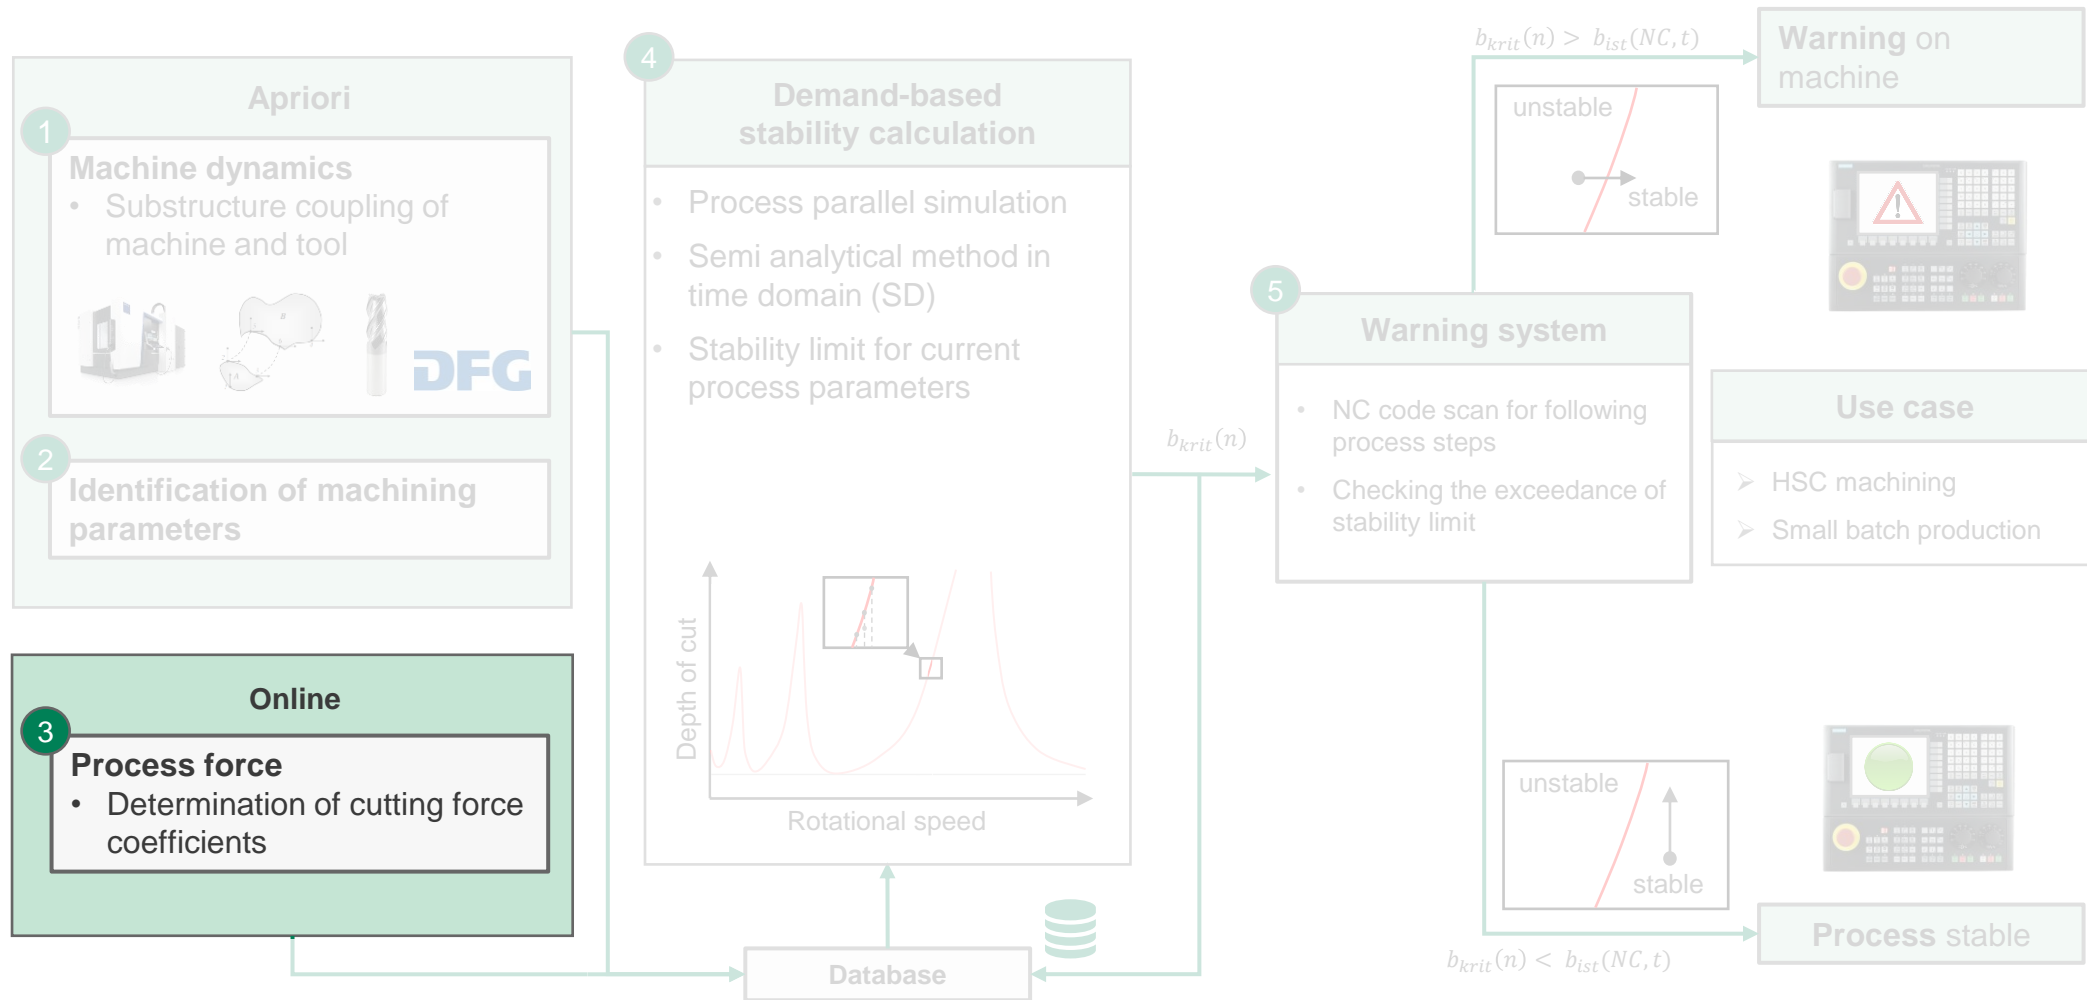 Apriori
1
Machine dynamics
• Substructure coupling of
machine and tool
DFG
2
Identification of machining
parameters
Online
3
Process force
• Determination of cutting force
coefficients
4
Demand-based
stability calculation
• Process parallel simulation
• Semi analytical method in
time domain (SD)
• Stability limit for current
process parameters
Depth of cut
Rotational speed
Database
b_krit(n)
5
Warning system
• NC code scan for following
process steps
• Checking the exceedance of
stability limit
b_krit(n) > b_ist(NC, t)
unstable
stable
Warning on
machine
Use case
➢ HSC machining
➢ Small batch production
unstable
stable
b_krit(n) < b_ist(NC, t)
Process stable